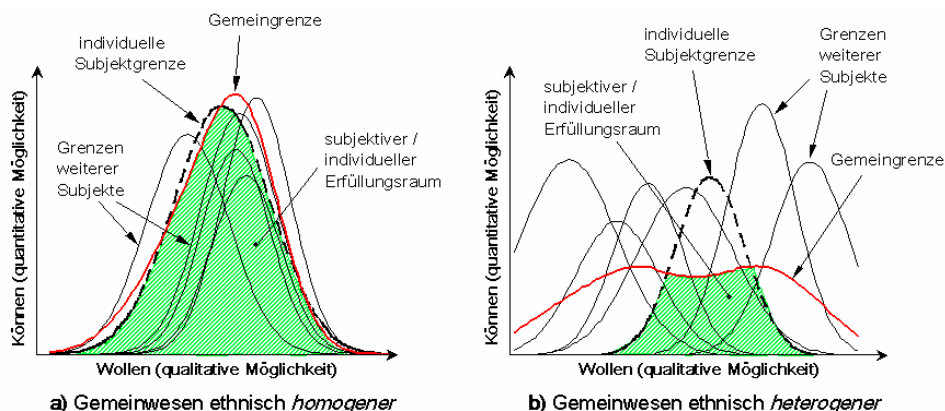 Gemeingrenze
individuelle
Subjektgrenze
Grenzen
weiterer
Subjekte
subjektiver /
individueller
Erfüllungsraum
Können (quantitative Möglichkeit)
Wollen (qualitative Möglichkeit)
a) Gemeinwesen ethnisch homogener
individuelle
Subjektgrenze
Grenzen
weiterer
Subjekte
subjektiver /
individueller
Erfüllungsraum
Gemeingrenze
Können (quantitative Möglichkeit)
Wollen (qualitative Möglichkeit)
b) Gemeinwesen ethnisch heterogener